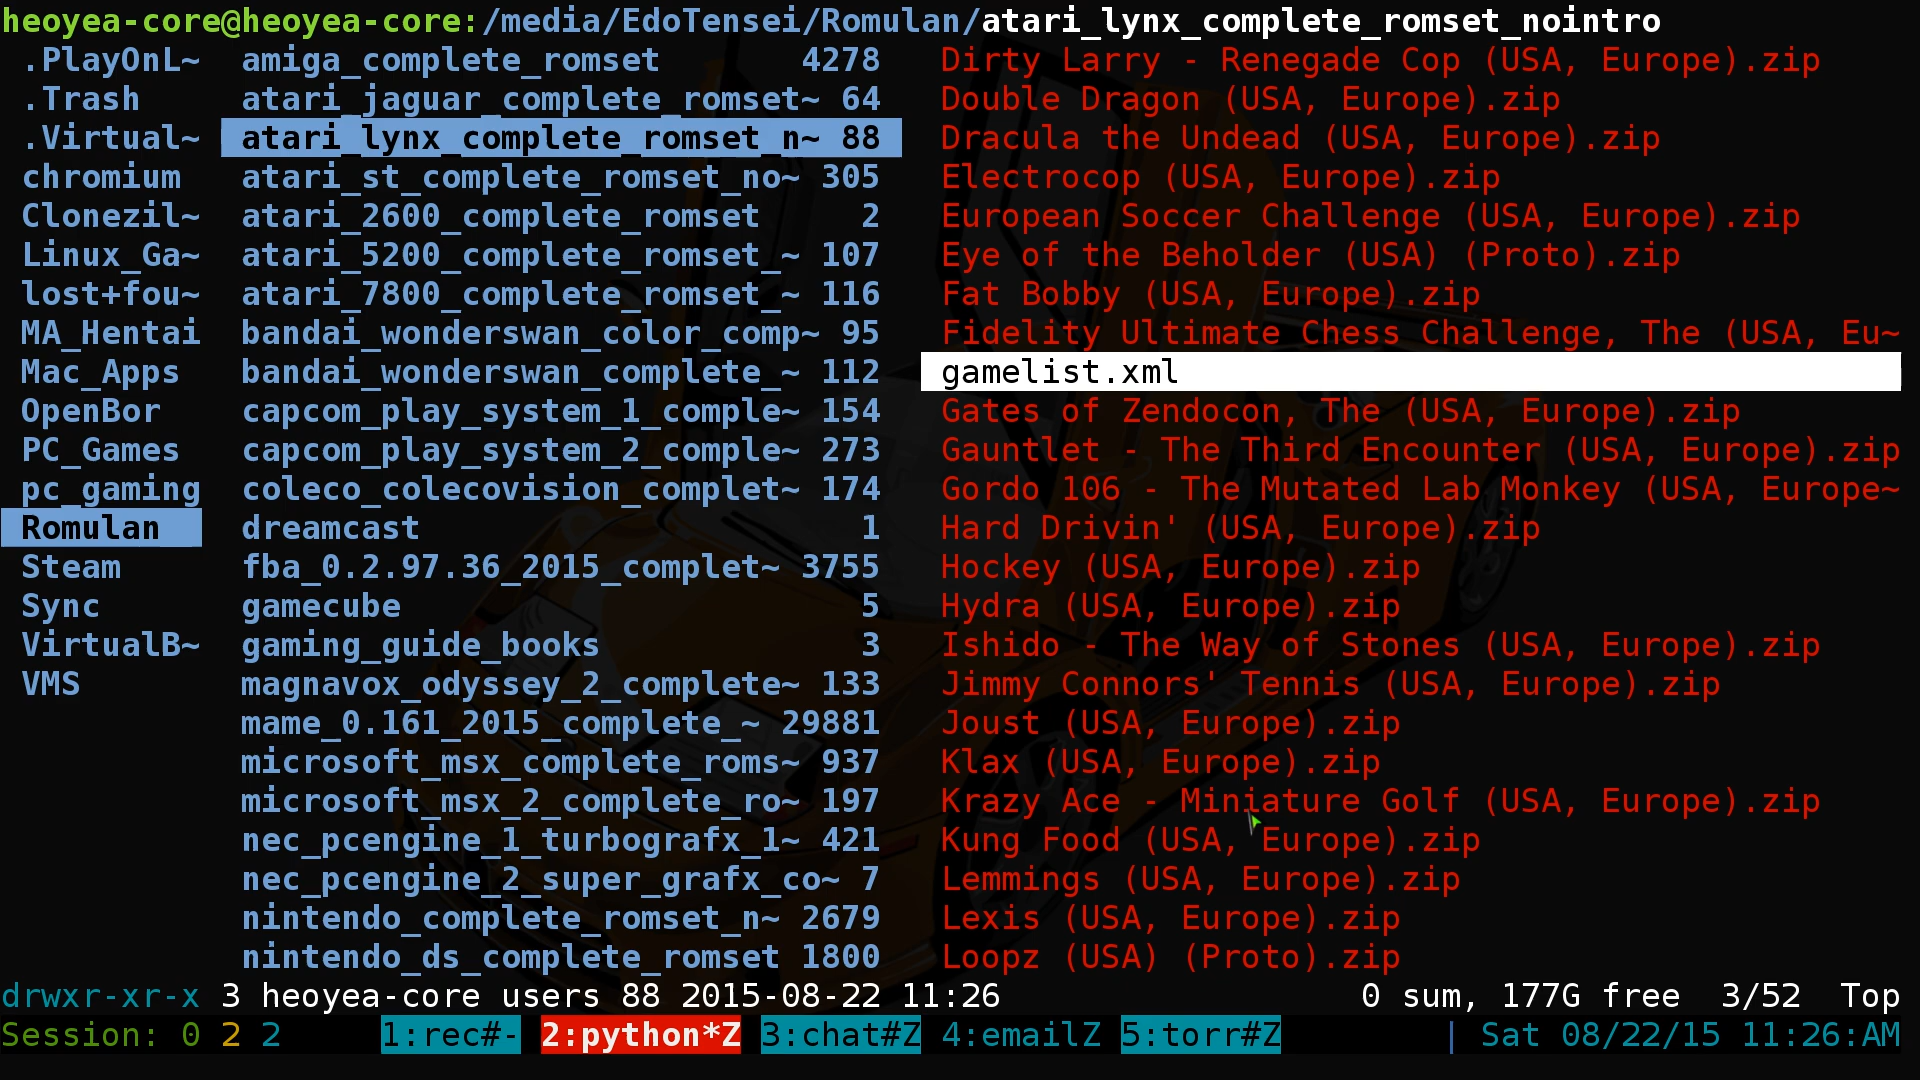 heoyea-core@heoyea-core:/media/EdoTensei/Romulan/atari_lynx_complete_romset_nointro
.PlayOnL~ amiga_complete_romset 4278 Dirty Larry - Renegade Cop (USA, Europe).zip
.Trash atari_jaguar_complete_romset~ 64 Double Dragon (USA, Europe).zip
.Virtual~ atari_lynx_complete_romset_n~ 88 Dracula the Undead (USA, Europe).zip
chromium atari_st_complete_romset_no~ 305 Electrocop (USA, Europe).zip
Clonezil~ atari_2600_complete_romset 2 European Soccer Challenge (USA, Europe).zip
Linux_Ga~ atari_5200_complete_romset_~ 107 Eye of the Beholder (USA) (Proto).zip
lost+fou~ atari_7800_complete_romset_~ 116 Fat Bobby (USA, Europe).zip
MA_Hentai bandai_wonderswan_color_comp~ 95 Fidelity Ultimate Chess Challenge, The (USA, Eu~
Mac_Apps bandai_wonderswan_complete_~ 112 gamelist.xml
OpenBor capcom_play_system_1_comple~ 154 Gates of Zendocon, The (USA, Europe).zip
PC_Games capcom_play_system_2_comple~ 273 Gauntlet - The Third Encounter (USA, Europe).zip
pc_gaming coleco_colecovision_complet~ 174 Gordo 106 - The Mutated Lab Monkey (USA, Europe~
Romulan dreamcast 1 Hard Drivin' (USA, Europe).zip
Steam fba_0.2.97.36_2015_complet~ 3755 Hockey (USA, Europe).zip
Sync gamecube 5 Hydra (USA, Europe).zip
VirtualB~ gaming_guide_books 3 Ishido - The Way of Stones (USA, Europe).zip
VMS magnavox_odyssey_2_complete~ 133 Jimmy Connors' Tennis (USA, Europe).zip
mame_0.161_2015_complete_~ 29881 Joust (USA, Europe).zip
microsoft_msx_complete_roms~ 937 Klax (USA, Europe).zip
microsoft_msx_2_complete_ro~ 197 Krazy Ace - Miniature Golf (USA, Europe).zip
nec_pcengine_1_turbografx_1~ 421 Kung Food (USA, Europe).zip
nec_pcengine_2_super_grafx_co~ 7 Lemmings (USA, Europe).zip
nintendo_complete_romset_n~ 2679 Lexis (USA, Europe).zip
nintendo_ds_complete_romset 1800 Loopz (USA) (Proto).zip
drwxr-xr-x 3 heoyea-core users 88 2015-08-22 11:26 0 sum, 177G free 3/52 Top
Session: 0 2 2 1:rec#- 2:python*Z 3:chat#Z 4:emailZ 5:torr#Z | Sat 08/22/15 11:26:AM